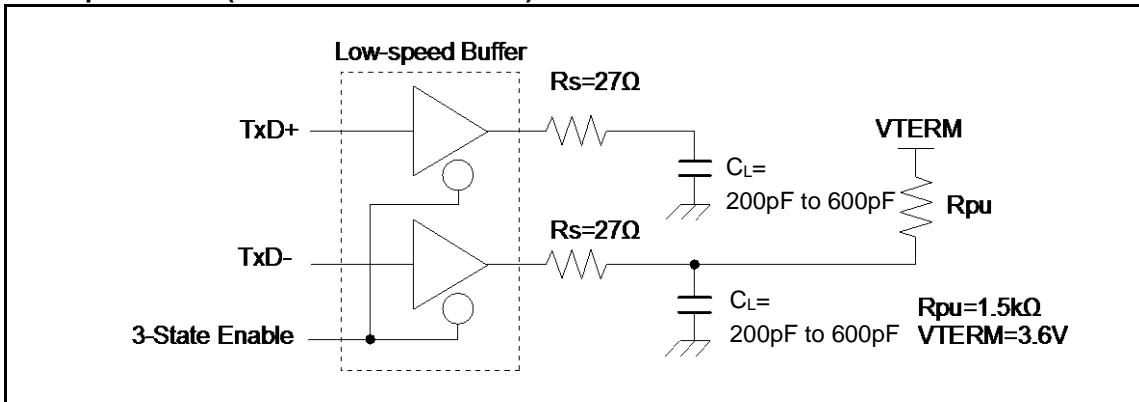 Low-speed Buffer
Rs=27Ω
TxD+
VTERM
CL=
200pF to 600pF
Rpu
Rs=27Ω
TxD-
CL=
200pF to 600pF
Rpu=1.5kΩ
VTERM=3.6V
3-State Enable